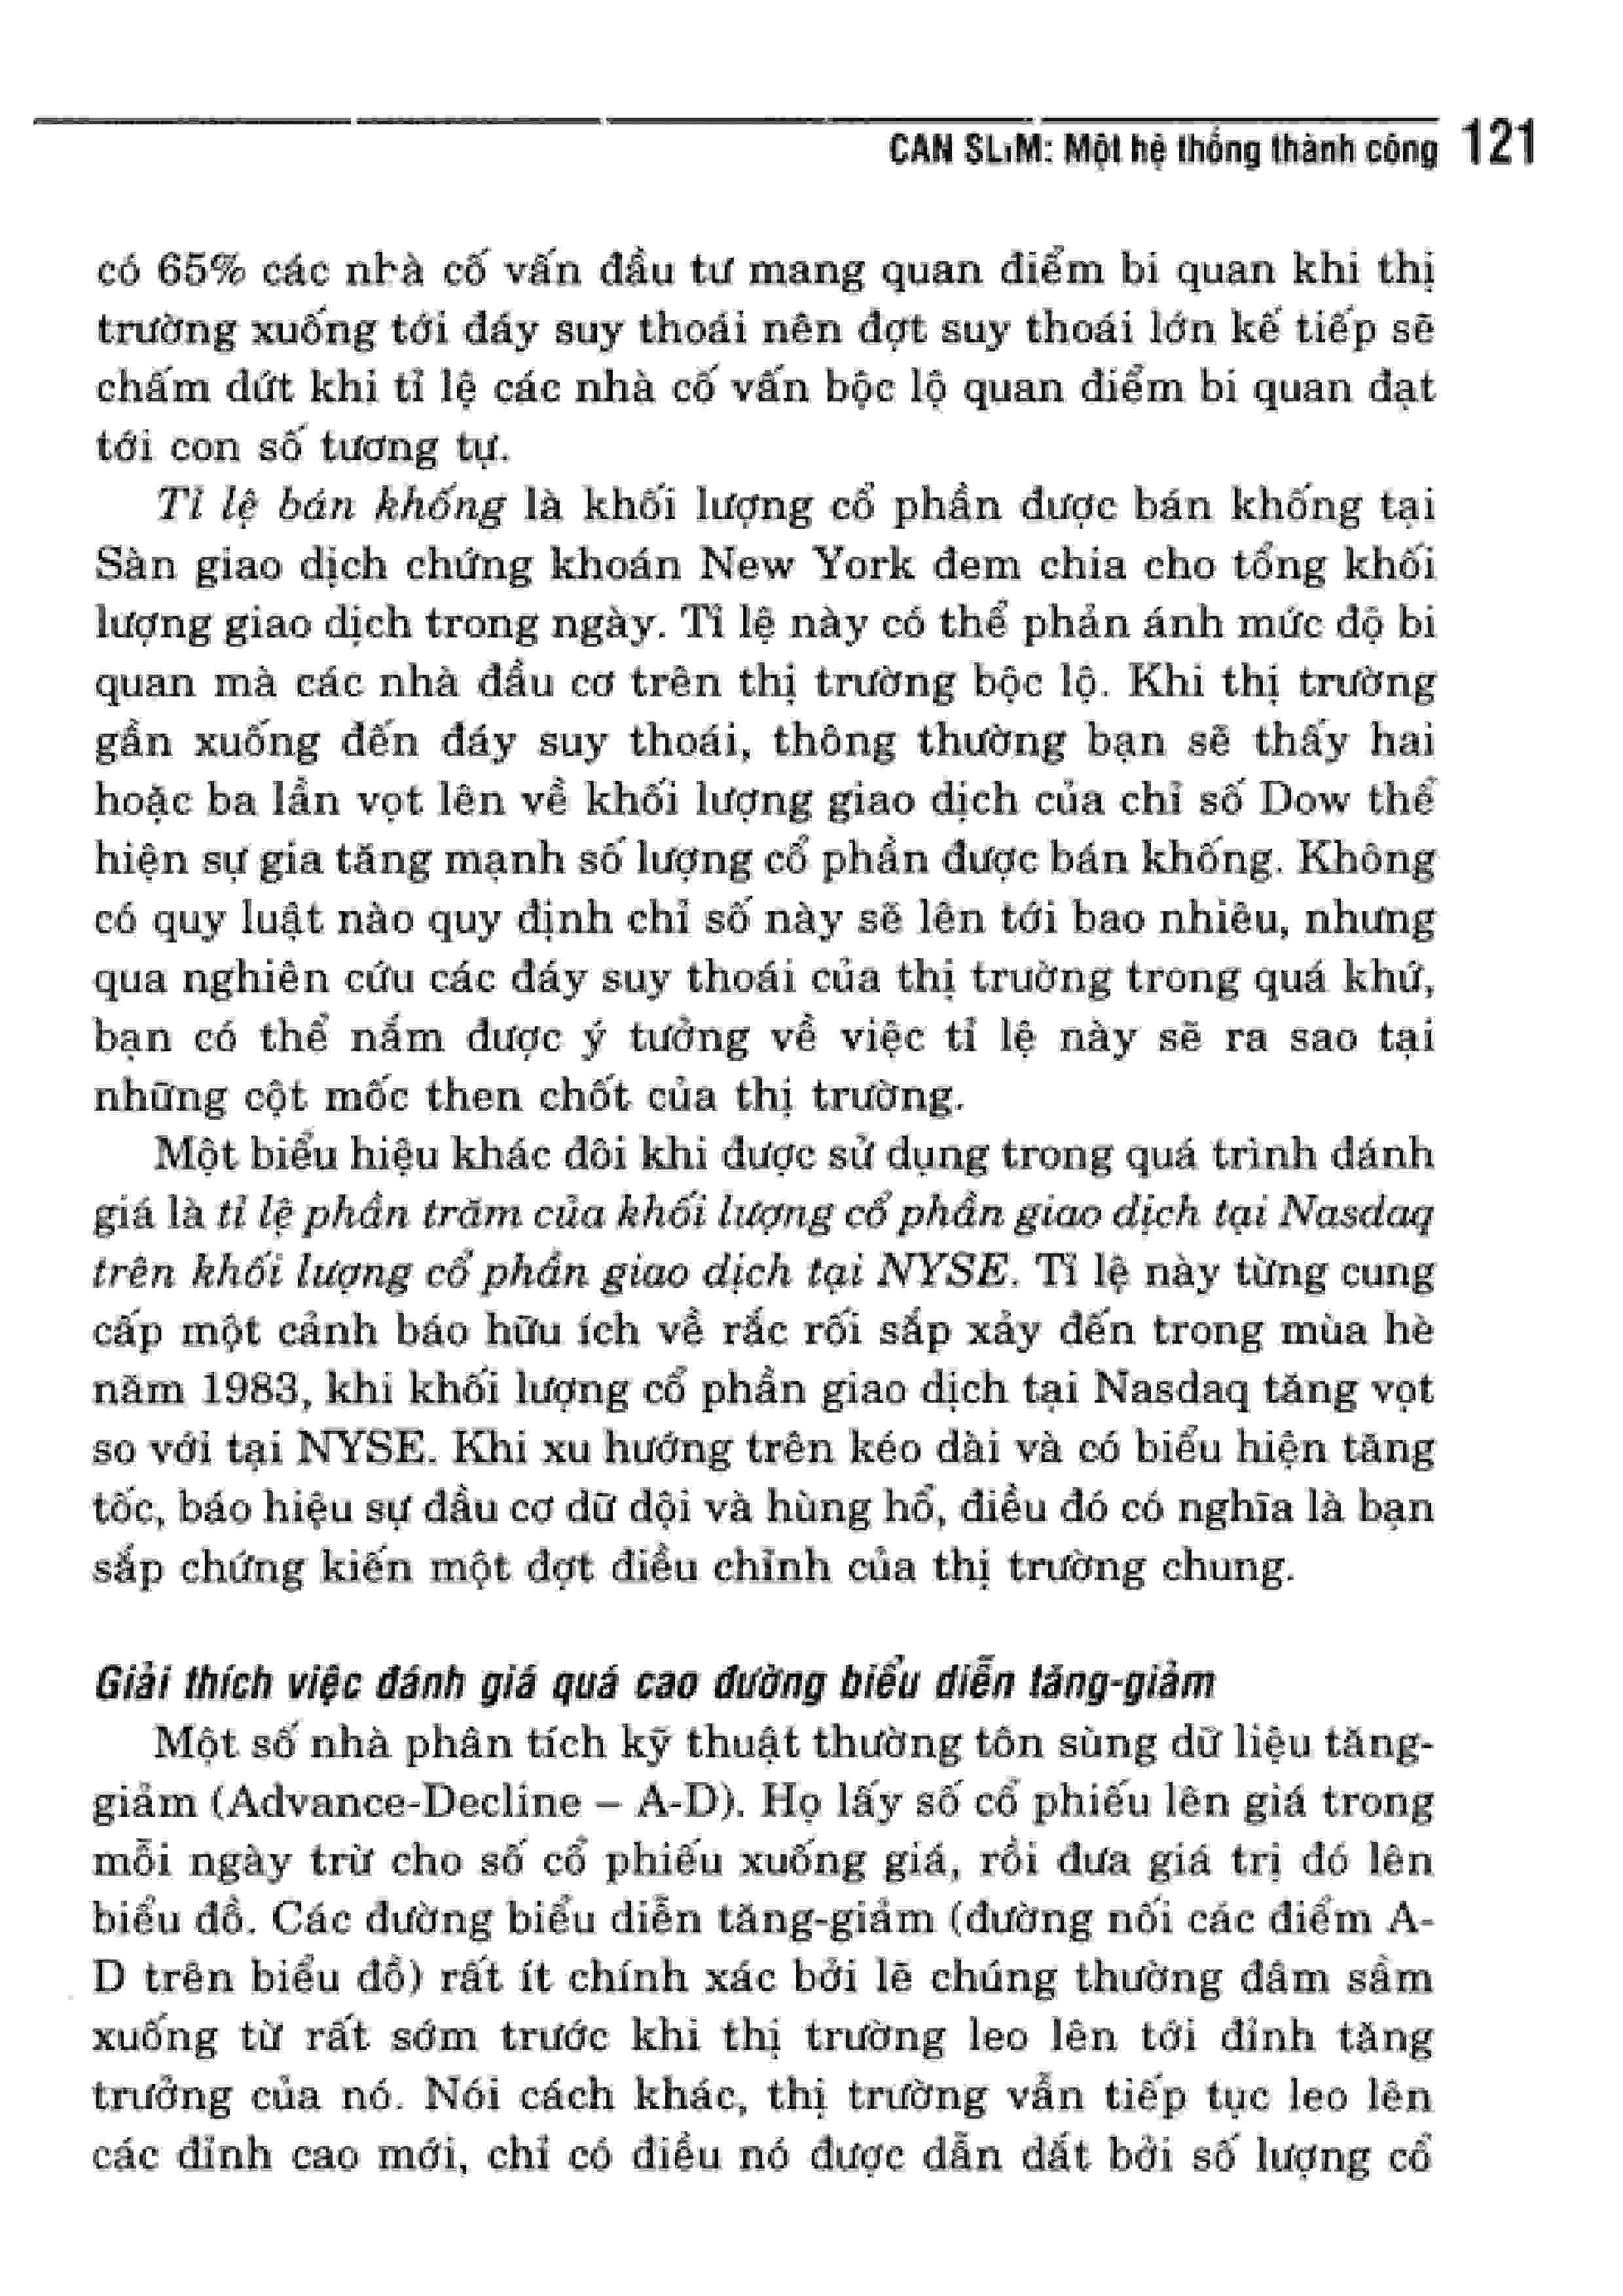 CAN SLIM: Một hệ thống thành công 121
có 65% các nhà cố vấn đầu tư mang quan điểm bi quan khi thị
trường xuống tới đáy suy thoái nên đợt suy thoái lớn kế tiếp sẽ
chấm dứt khi tỉ lệ các nhà cố vấn bộc lộ quan điểm bi quan đạt
tới con số tương tự.
Tỉ lệ bán khống là khối lượng cổ phần được bán khống tại
Sàn giao dịch chứng khoán New York đem chia cho tổng khối
lượng giao dịch trong ngày. Tỉ lệ này có thể phản ánh mức độ bi
quan mà các nhà đầu cơ trên thị trường bộc lộ. Khi thị trường
gần xuống đến đáy suy thoái, thông thường bạn sẽ thấy hai
hoặc ba lần vọt lên về khối lượng giao dịch của chỉ số Dow thể
hiện sự gia tăng mạnh số lượng cổ phần được bán khống. Không
có quy luật nào quy định chỉ số này sẽ lên tới bao nhiêu, nhưng
qua nghiên cứu các đáy suy thoái của thị trường trong quá khứ,
bạn có thể nắm được ý tưởng về việc tỉ lệ này sẽ ra sao tại
những cột mốc then chốt của thị trường.
Một biểu hiệu khác đôi khi được sử dụng trong quá trình đánh
giá là tỉ lệ phần trăm của khối lượng cổ phần giao dịch tại Nasdaq
trên khối lượng cổ phần giao dịch tại NYSE. Tỉ lệ này từng cung
cấp một cảnh báo hữu ích về rắc rối sắp xảy đến trong mùa hè
năm 1983, khi khối lượng cổ phần giao dịch tại Nasdaq tăng vọt
so với tại NYSE. Khi xu hướng trên kéo dài và có biểu hiện tăng
tốc, báo hiệu sự đầu cơ dữ dội và hùng hổ, điều đó có nghĩa là bạn
sắp chứng kiến một đợt điều chỉnh của thị trường chung.
Giải thích việc đánh giá quá cao đường biểu diễn tăng-giảm
Một số nhà phân tích kỹ thuật thường tôn sùng dữ liệu tăng-
giảm (Advance-Decline – A-D). Họ lấy số cổ phiếu lên giá trong
mỗi ngày trừ cho số cổ phiếu xuống giá, rồi đưa giá trị đó lên
biểu đồ. Các đường biểu diễn tăng-giảm (đường nối các điểm A-
D trên biểu đồ) rất ít chính xác bởi lẽ chúng thường đâm sầm
xuống từ rất sớm trước khi thị trường leo lên tới đỉnh tăng
trưởng của nó. Nói cách khác, thị trường vẫn tiếp tục leo lên
các đỉnh cao mới, chỉ có điều nó được dẫn dắt bởi số lượng cổ